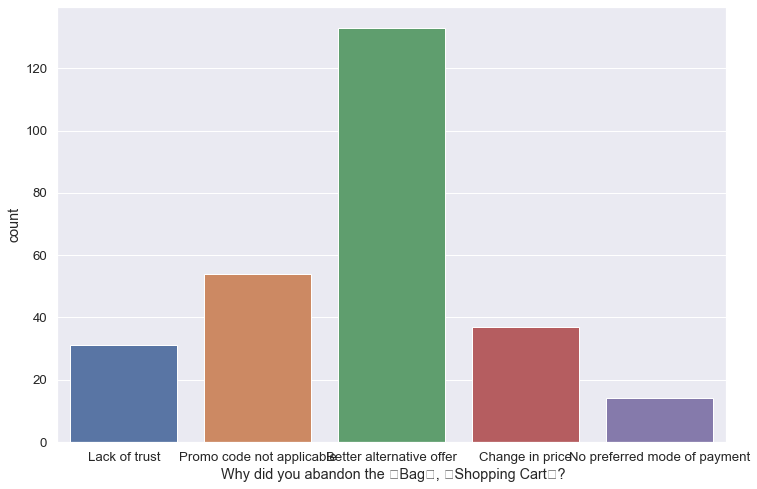 120
100
80
60
40
20
0
count
Lack of trust
Promo code not applicable
Better alternative offer
Change in price
No preferred mode of payment
Why did you abandon the □Bag□, □Shopping Cart□?